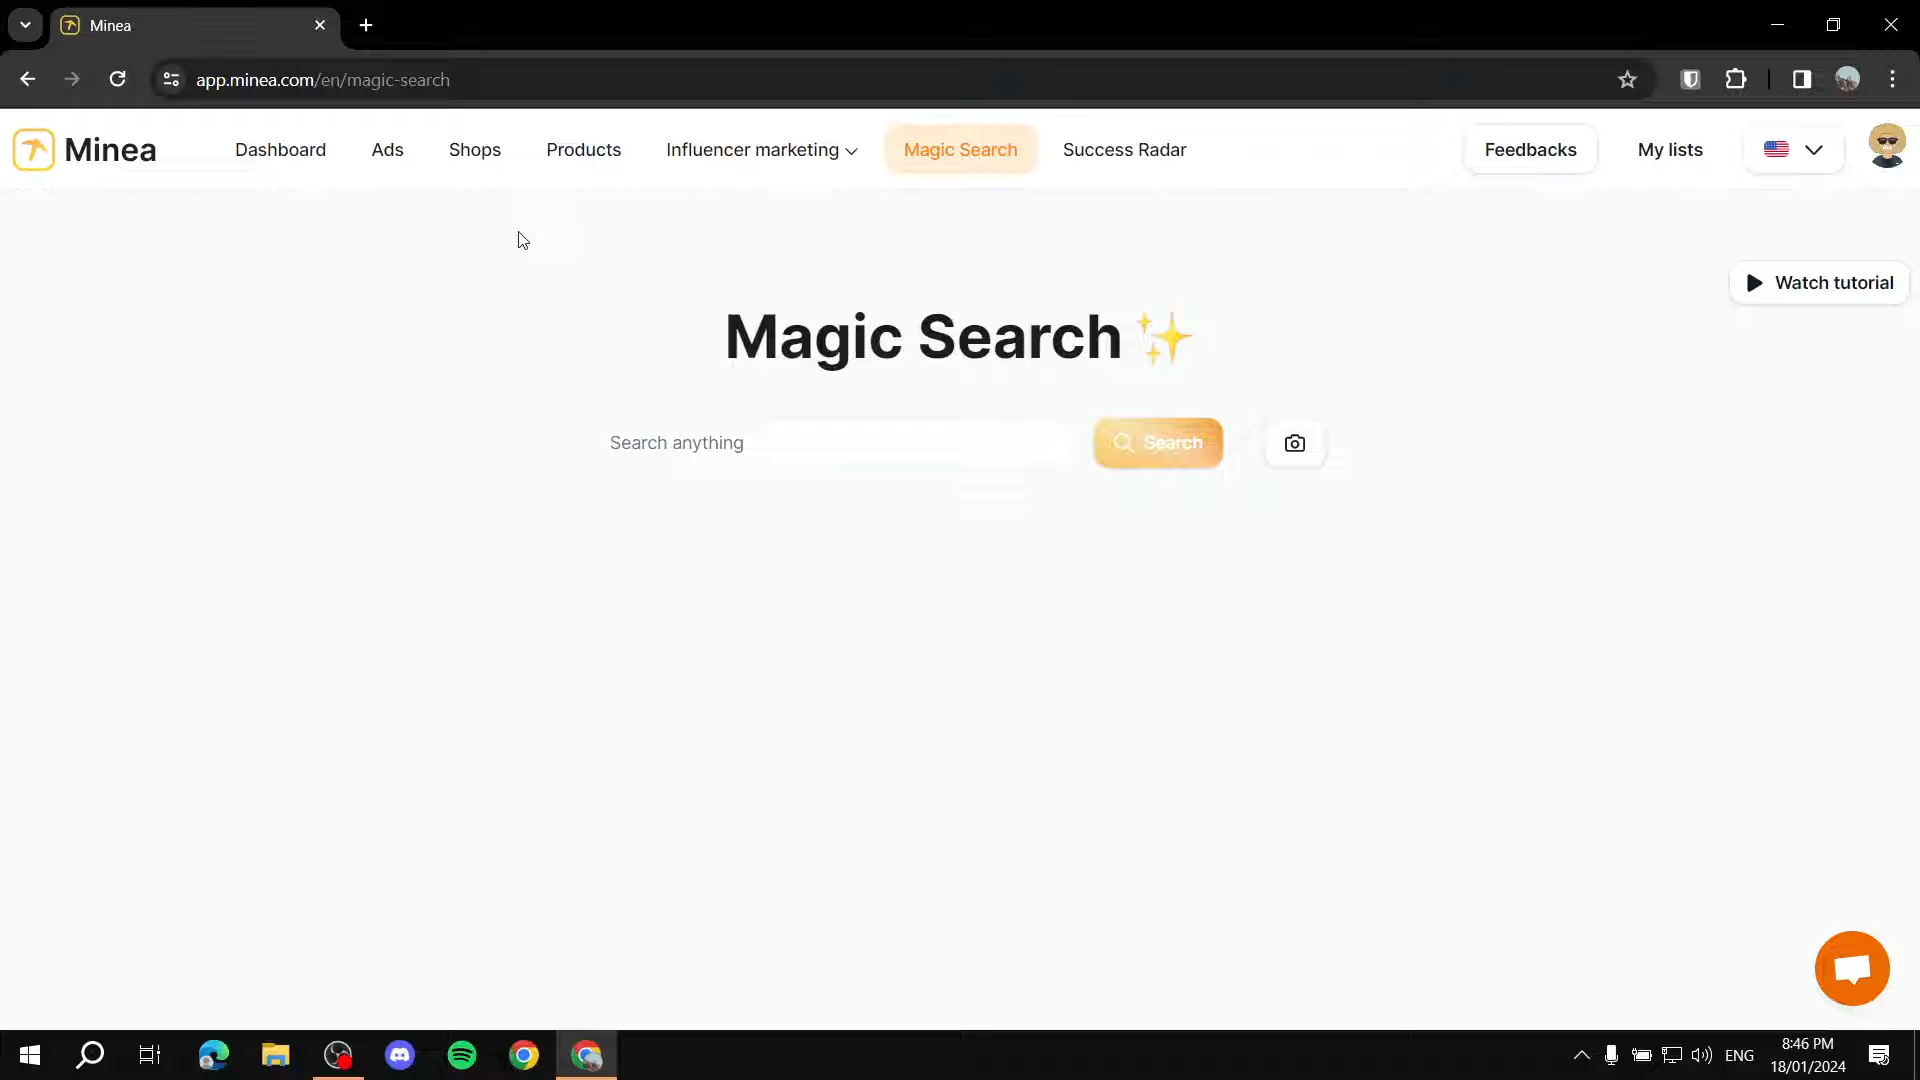 Minea
app.minea.com/en/magic-search
Minea Dashboard Ads Shops Products Influencer marketing Magic Search Success Radar Feedbacks My lists
Watch tutorial
Magic Search
Search anything Search
ENG 8:46 PM
18/01/2024